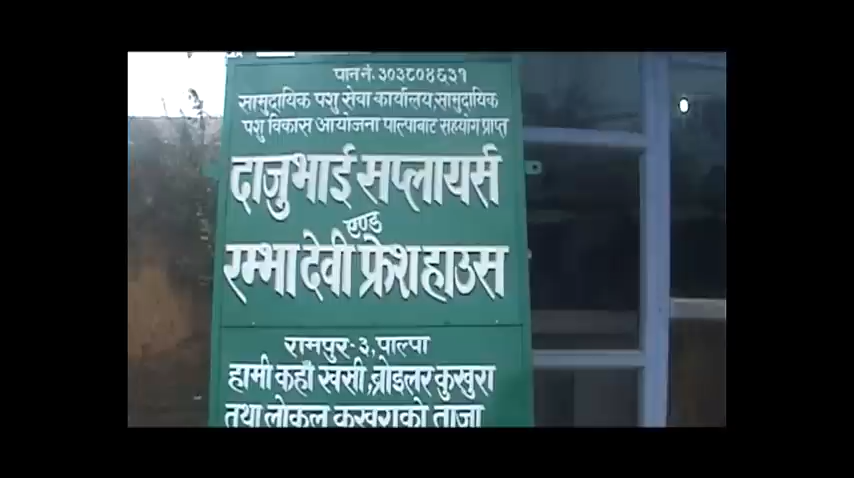 पान नं. ३०३८०४६३१
सामुदायिक पशु सेवा कार्यालय,सामुदायिक
पशु विकास आयोजना पाल्पाबाट सहयोग प्राप्त
दाजुभाई सप्लायर्स
एण्ड
रम्भा देवी फ्रेश हाउस
रामपुर-३,पाल्पा
हामी कहाँ खसी,ब्रोइलर कुखुरा
तथा लोकल कुखुराको ताजा